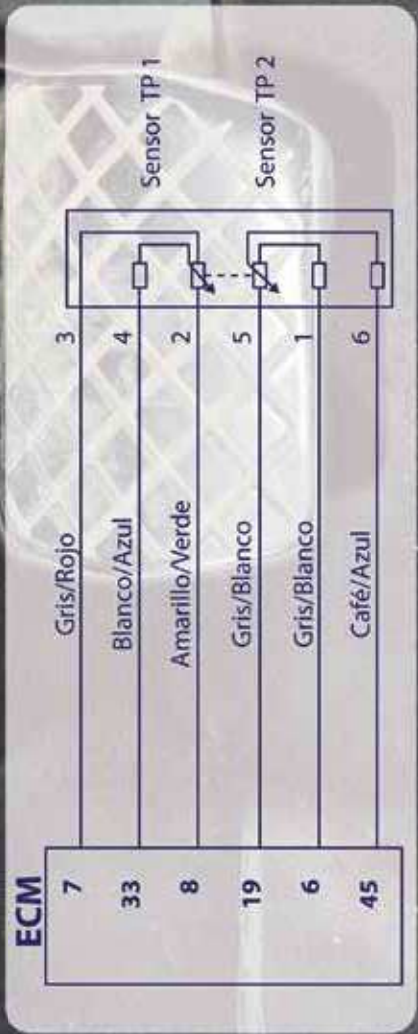 ECM
7 Gris/Rojo 3
33 Blanco/Azul 4
8 Amarillo/Verde 2
19 Gris/Blanco 5
6 Gris/Blanco 1
45 Café/Azul 6
Sensor TP 1
Sensor TP 2